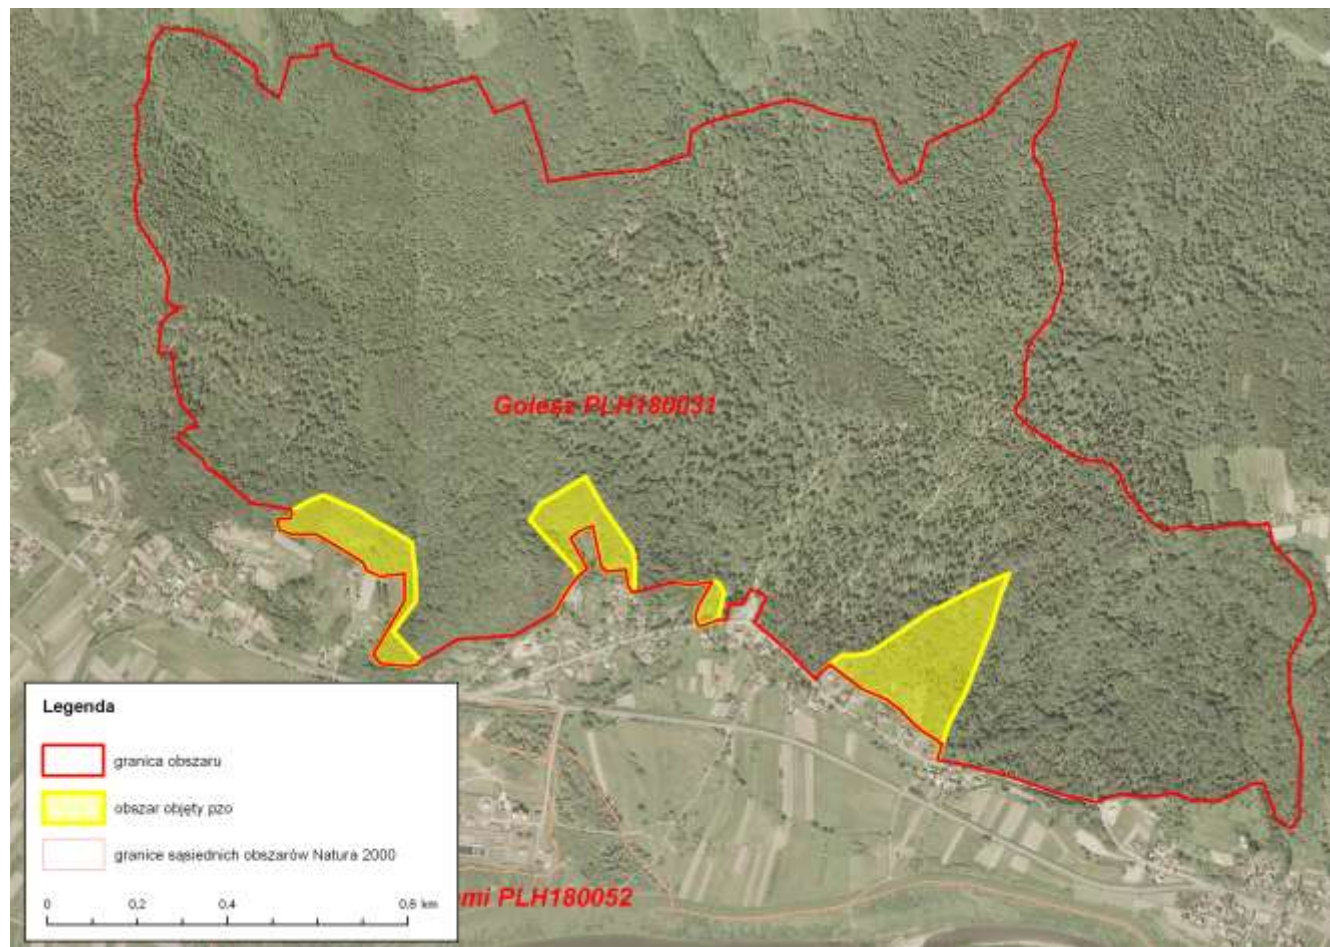 Golesz PLH180031
Legenda
granica obszaru
obszar objęty pzo
granice sąsiednich obszarów Natura 2000
0 0,2 0,4 0,8 km
emi PLH180052